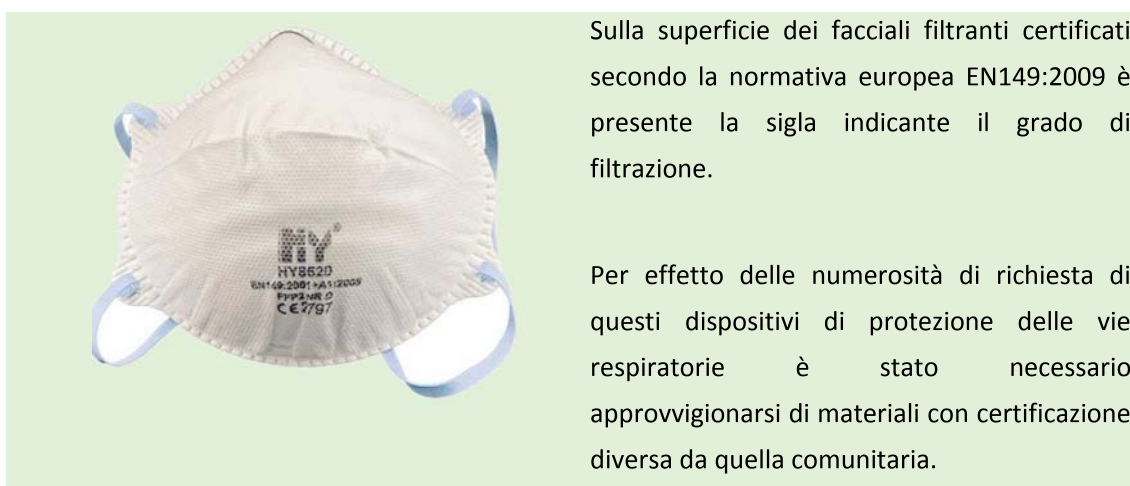 HY®
HY8620
EN149:2001+A1:2009
FPP2 NR D
CE2797
Sulla superficie dei facciali filtranti certificati
secondo la normativa europea EN149:2009 è
presente la sigla indicante il grado di
filtrazione.
Per effetto delle numerosità di richiesta di
questi dispositivi di protezione delle vie
respiratorie è stato necessario
approvvigionarsi di materiali con certificazione
diversa da quella comunitaria.